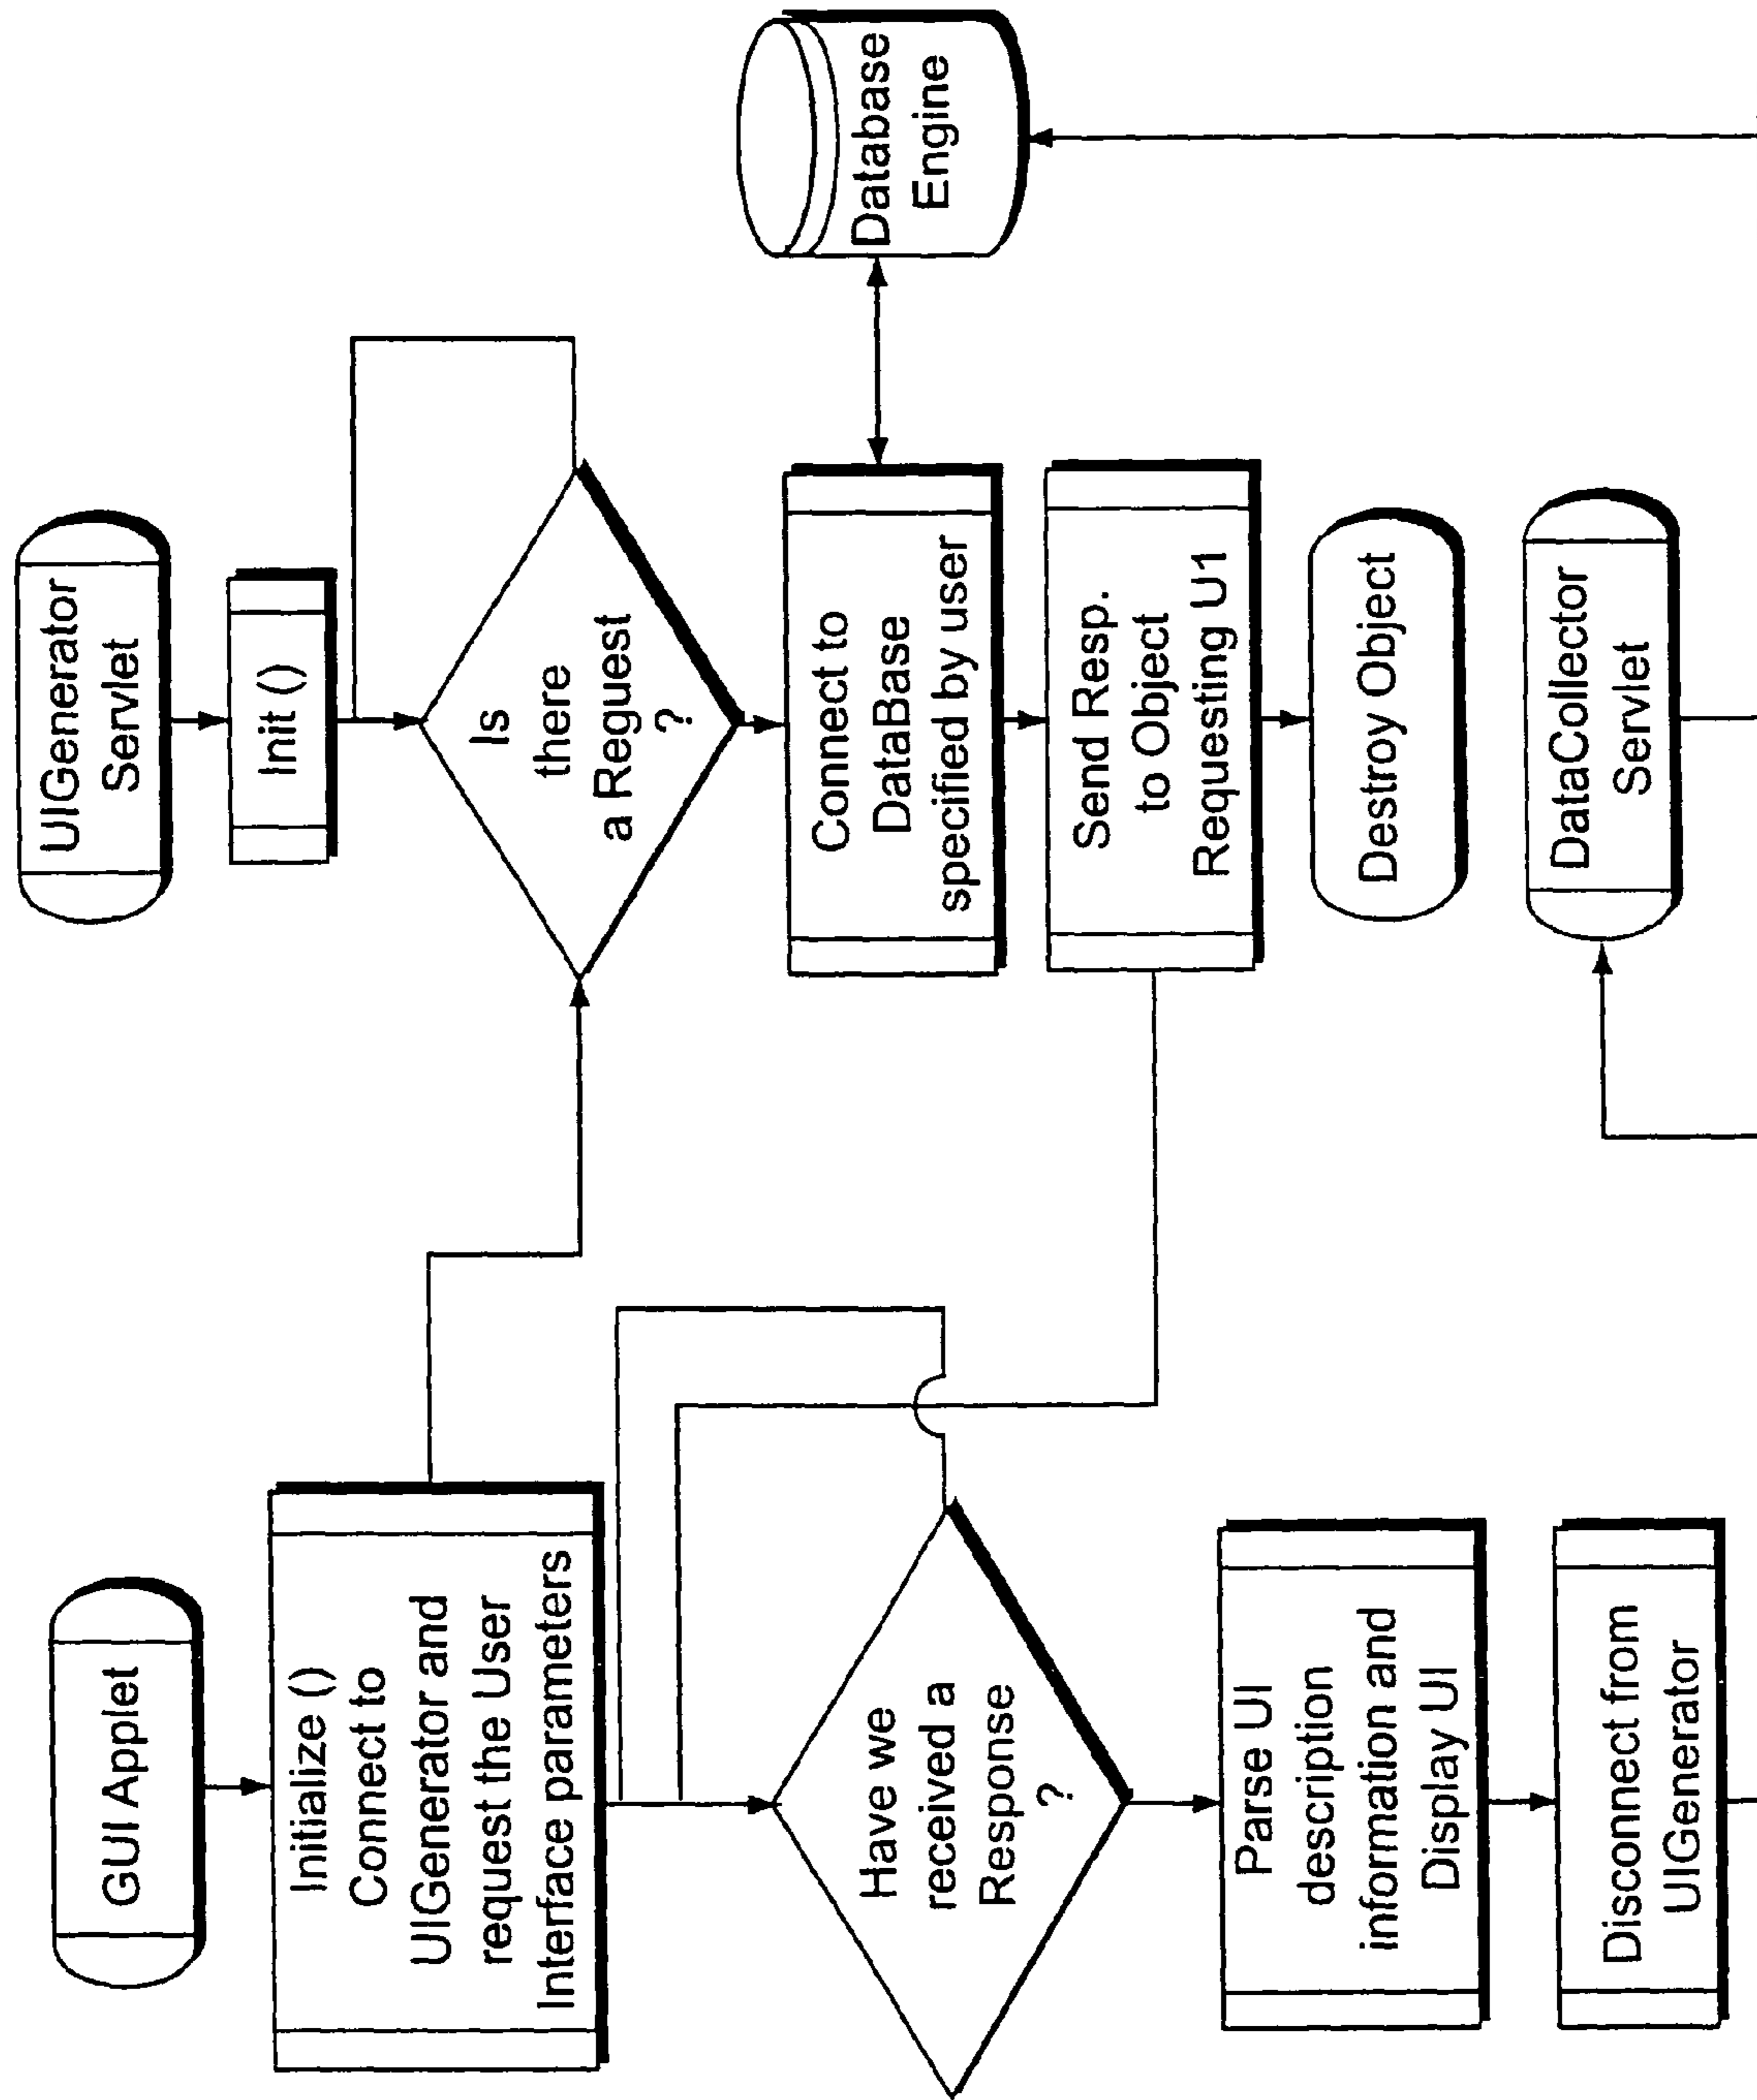 GUI Applet
Initialize ()
Connect to
UIGenerator and
request the User
Interface parameters
Have we
received a
Response
?
Parse UI
description
information and
Display UI
Disconnect from
UIGenerator
UIGenerator
Servlet
Init ()
Is
there
a Reguest
?
Connect to
DataBase
specified by user
Send Resp.
to Object
Requesting U1
Destroy Object
DataCollector
Servlet
Database
Engine